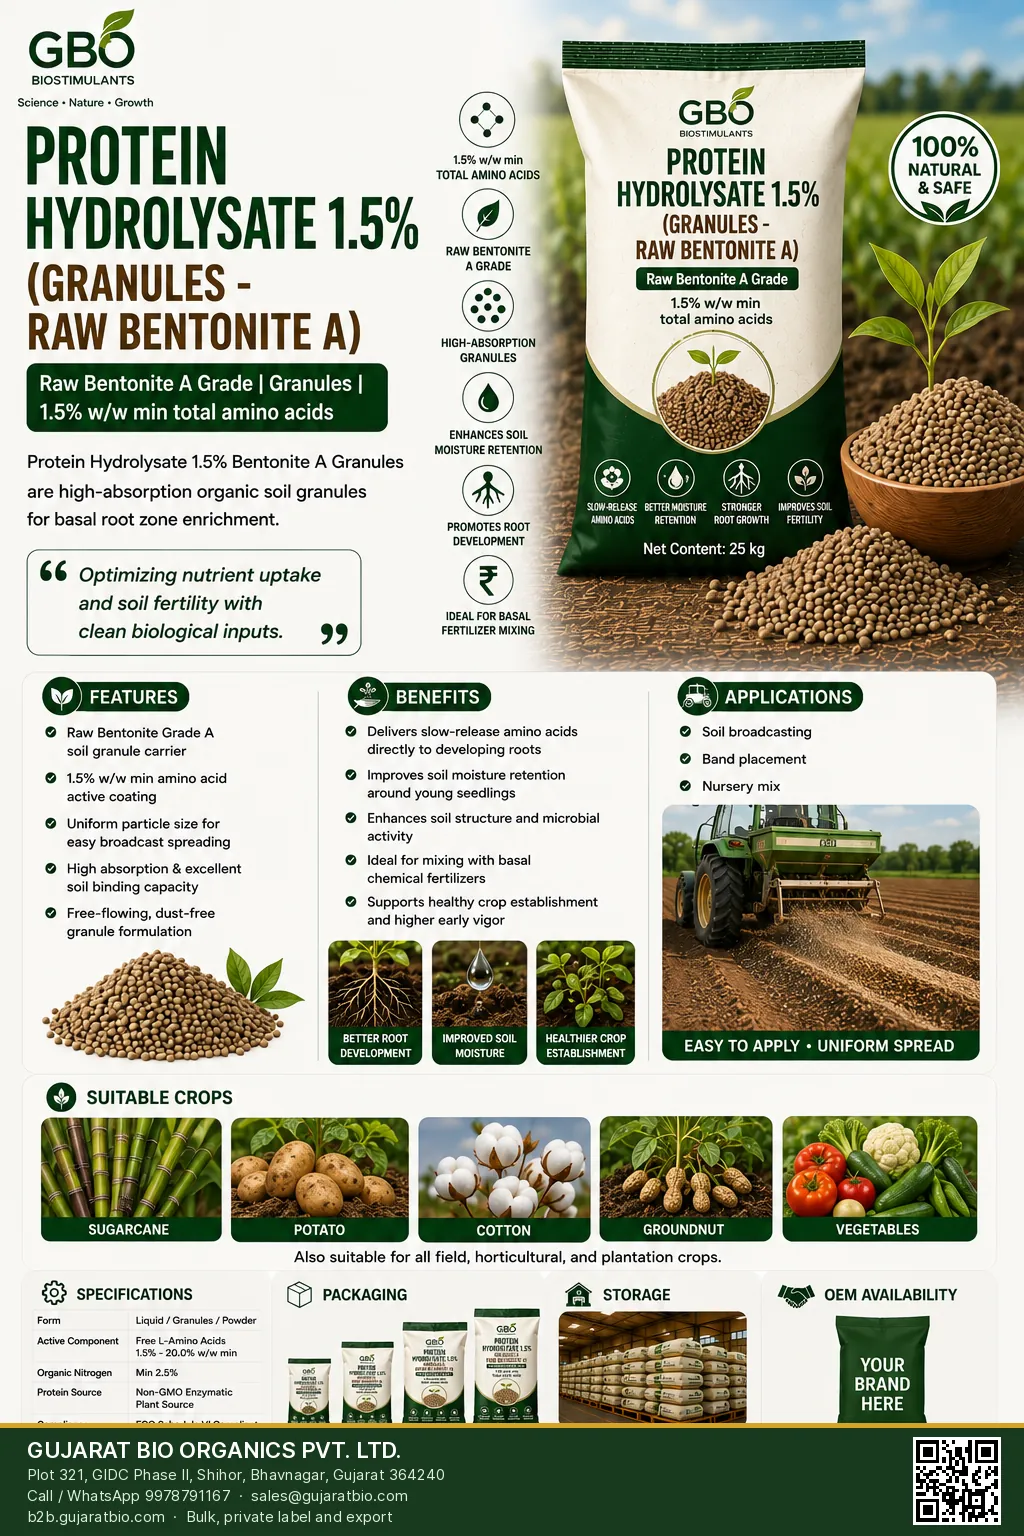 GBO
BIOSTIMULANTS
Science • Nature • Growth
PROTEIN
HYDROLYSATE 1.5%
(GRANULES -
RAW BENTONITE A)
Raw Bentonite A Grade | Granules |
1.5% w/w min total amino acids
Protein Hydrolysate 1.5% Bentonite A Granules
are high-absorption organic soil granules
for basal root zone enrichment.
“ Optimizing nutrient uptake
and soil fertility with
clean biological inputs. ”
1.5% w/w min
TOTAL AMINO ACIDS
RAW BENTONITE
A GRADE
HIGH-ABSORPTION
GRANULES
ENHANCES SOIL
MOISTURE RETENTION
PROMOTES ROOT
DEVELOPMENT
₹
IDEAL FOR BASAL
FERTILIZER MIXING
GBO
BIOSTIMULANTS
PROTEIN
HYDROLYSATE 1.5%
(GRANULES -
RAW BENTONITE A)
Raw Bentonite A Grade
1.5% w/w min
total amino acids
SLOW-RELEASE
AMINO ACIDS
BETTER MOISTURE
RETENTION
STRONGER
ROOT GROWTH
IMPROVES SOIL
FERTILITY
Net Content: 25 kg
100%
NATURAL
& SAFE
FEATURES
Raw Bentonite Grade A
soil granule carrier
1.5% w/w min amino acid
active coating
Uniform particle size for
easy broadcast spreading
High absorption & excellent
soil binding capacity
Free-flowing, dust-free
granule formulation
BENEFITS
Delivers slow-release amino acids
directly to developing roots
Improves soil moisture retention
around young seedlings
Enhances soil structure and microbial
activity
Ideal for mixing with basal
chemical fertilizers
Supports healthy crop establishment
and higher early vigor
BETTER ROOT
DEVELOPMENT
IMPROVED SOIL
MOISTURE
HEALTHIER CROP
ESTABLISHMENT
APPLICATIONS
Soil broadcasting
Band placement
Nursery mix
EASY TO APPLY • UNIFORM SPREAD
SUITABLE CROPS
SUGARCANE
POTATO
COTTON
GROUNDNUT
VEGETABLES
Also suitable for all field, horticultural, and plantation crops.
SPECIFICATIONS
Form Liquid / Granules / Powder
Active Component Free L-Amino Acids
1.5% - 20.0% w/w min
Organic Nitrogen Min 2.5%
Protein Source Non-GMO Enzymatic
Plant Source
PACKAGING
GBO
PROTEIN
HYDROLYSATE 1.5%
STORAGE
OEM AVAILABILITY
YOUR
BRAND
HERE
GUJARAT BIO ORGANICS PVT. LTD.
Plot 321, GIDC Phase II, Shihor, Bhavnagar, Gujarat 364240
Call / WhatsApp 9978791167 · sales@gujaratbio.com
b2b.gujaratbio.com · Bulk, private label and export